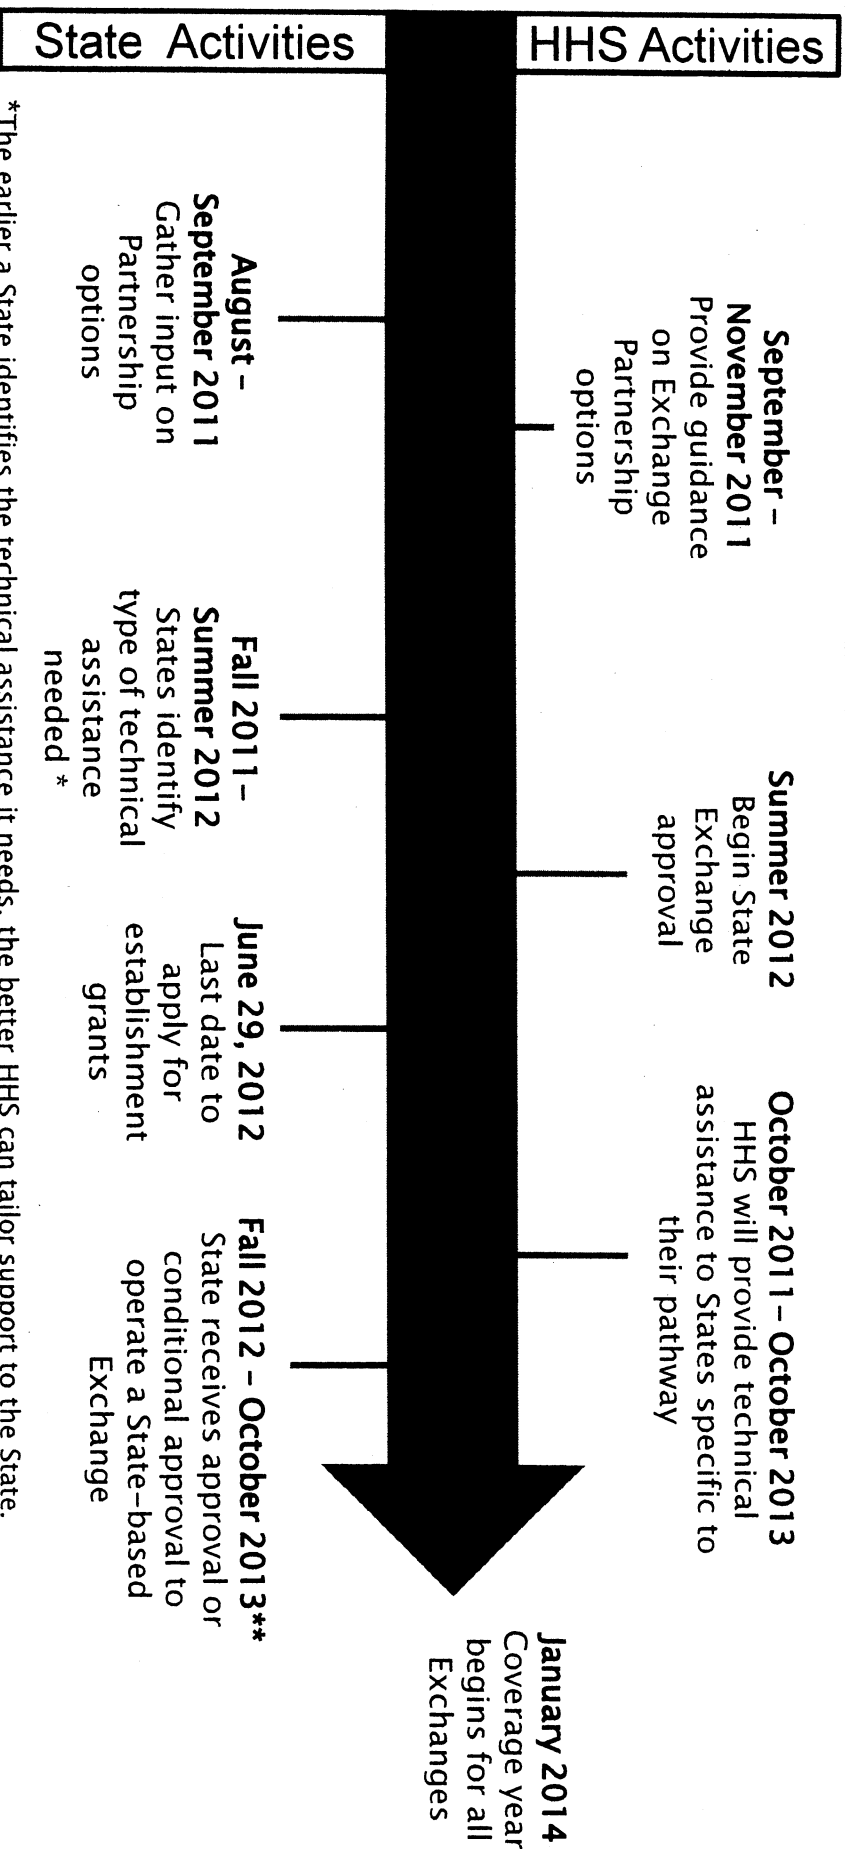 State Activities
HHS Activities
September –
November 2011
Provide guidance
on Exchange
Partnership
options
Summer 2012
Begin State
Exchange
approval
October 2011– October 2013
HHS will provide technical
assistance to States specific to
their pathway
January 2014
Coverage year
begins for all
Exchanges
August –
September 2011
Gather input on
Partnership
options
Fall 2011–
Summer 2012
States identify
type of technical
assistance
needed *
June 29, 2012
Last date to
apply for
establishment
grants
Fall 2012 – October 2013**
State receives approval or
conditional approval to
operate a State–based
Exchange
*The earlier a State identifies the technical assistance it needs, the better HHS can tailor support to the State.